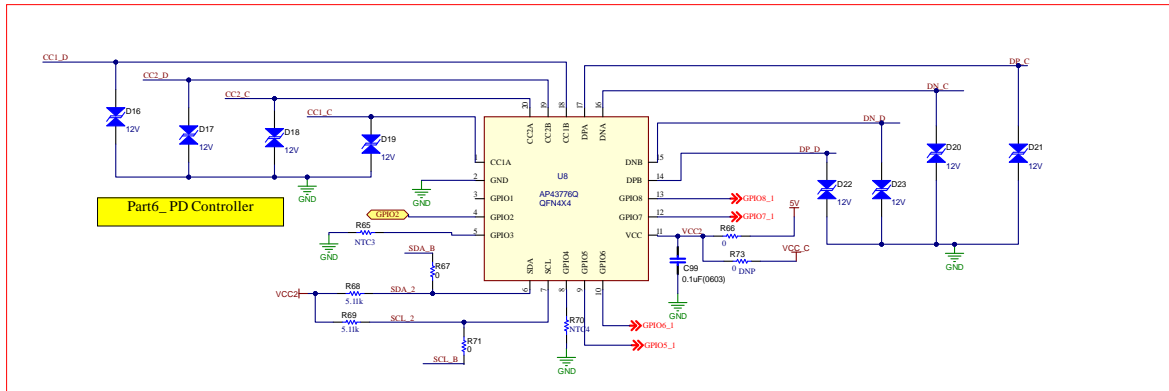 CC1_D
DP_C
CC2_D
DN_C
CC2_C
CC1_C
DN_D
DP_D
D16
12V
D17
12V
D18
12V
D19
12V
GND
20
19
18
17
16
CC2A
CC2B
CC1B
DPA
DNA
1
CC1A
2
GND
3
GPIO1
4
GPIO2
5
GPIO3
U8
AP43776Q
QFN4X4
DNB
15
DPB
14
GPIO8
13
GPIO7
12
VCC
11
SDA
SCL
GPIO4
GPIO5
GPIO6
6
7
8
9
10
D20
12V
D21
12V
D22
12V
D23
12V
GND
Part6_ PD Controller
GND
GPIO2
R65
NTC3
GND
GPIO8_1
GPIO7_1
5V
VCC2
R66
0
R73
0 DNP
VCC_C
C99
0.1uF(0603)
GND
SDA_B
R67
0
VCC2
R68
5.11k
SDA_2
R69
5.11k
SCL_2
R71
0
SCL_B
R70
NTC4
GND
GPIO6_1
GPIO5_1